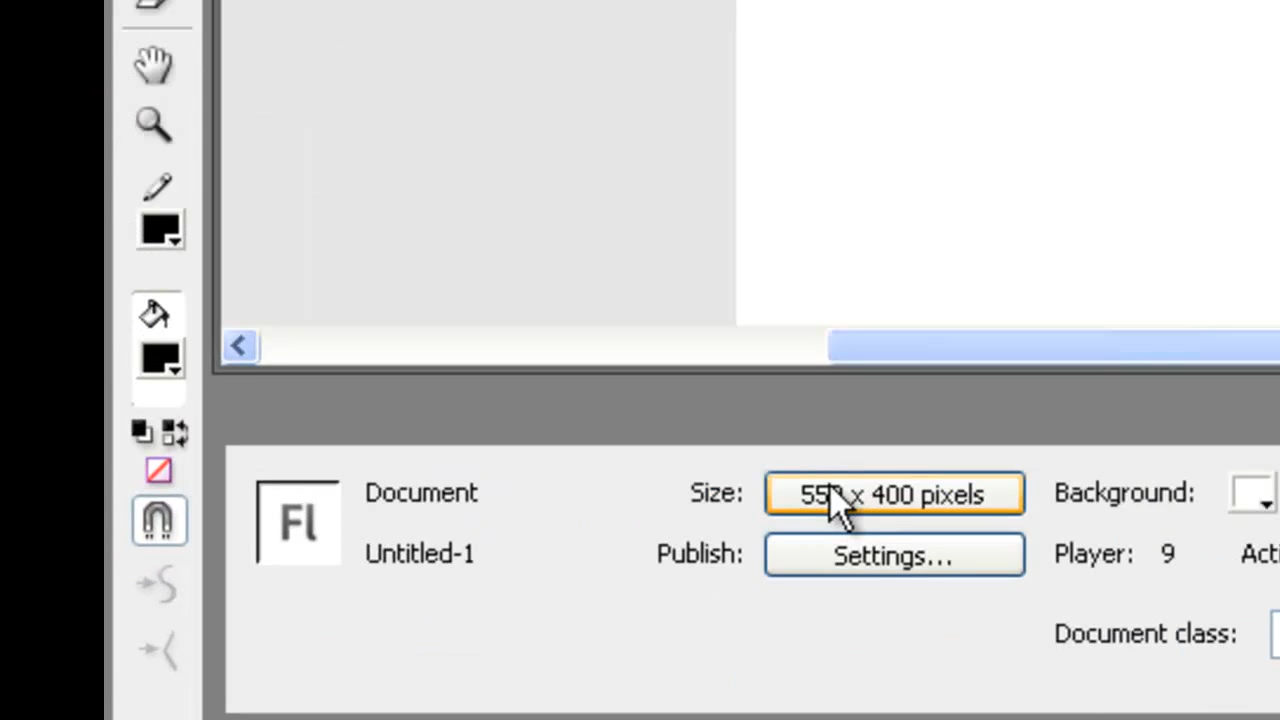 Document
Size:
x 400 pixels
Background:
Fl
Untitled-1
Publish:
Settings...
Player: 9
Document class: